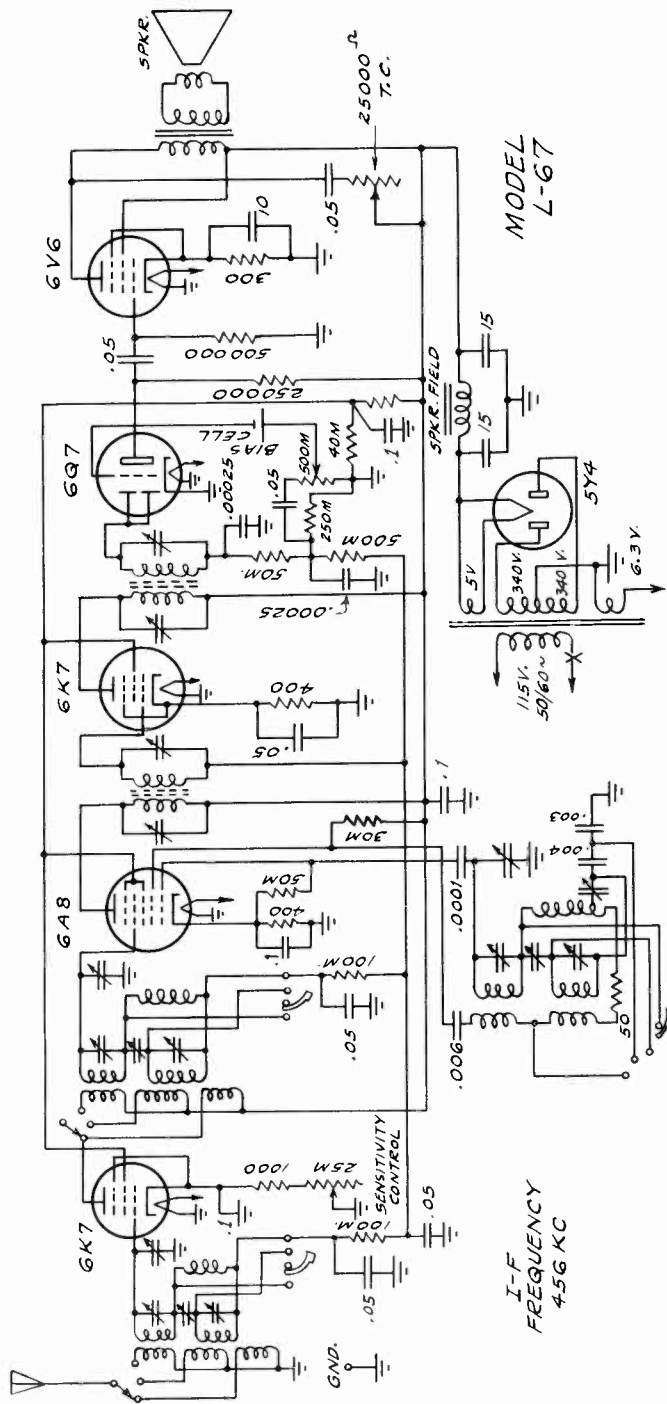 SPKR.
25000 Ω
T.C.
.05
6V6
10
300
.05
500000
250000
MODEL
L-67
SPKR. FIELD
15
15
5Y4
5V
340V.
340V.
6.3V.
115V.
50/60~
X
6Q7
BIAS
CELL
500M
40M
.1
.05
250M
.00025
50M.
500M
.00025
6K7
400
.05
.1
30M
6A8
50M
400
.1
100M.
.05
.0001
.006
.004
.003
50
6K7
.1
1000
25M
SENSITIVITY
CONTROL
100M.
.05
.05
GND.
I-F
FREQUENCY
456 KC